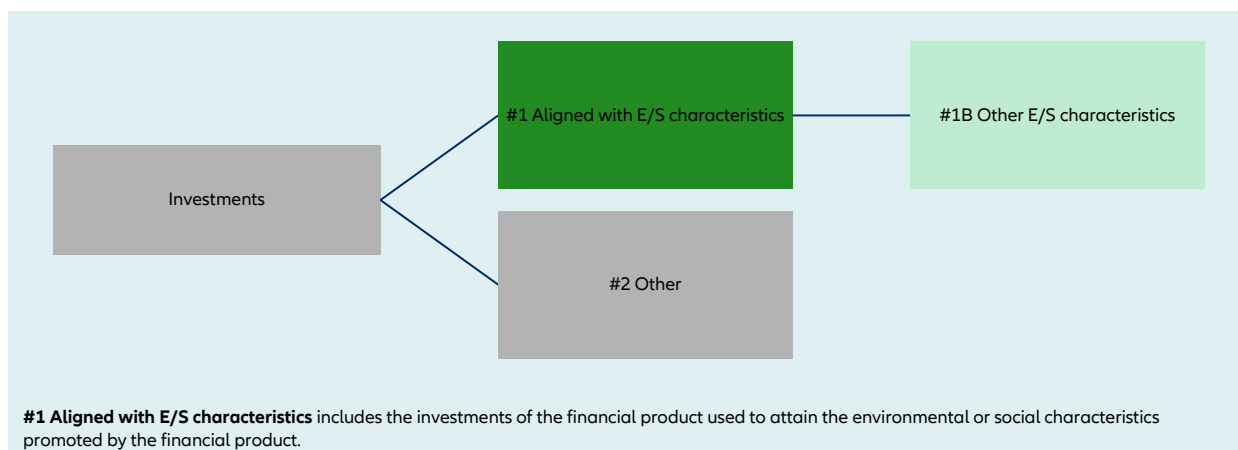 #1 Aligned with E/S characteristics
#1B Other E/S characteristics
Investments
#2 Other
#1 Aligned with E/S characteristics includes the investments of the financial product used to attain the environmental or social characteristics
promoted by the financial product.